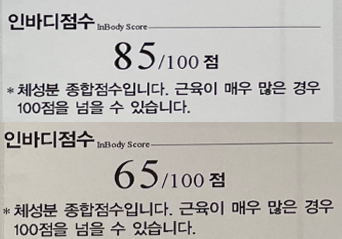 인바디점수 InBody Score
85/100 점
* 체성분 종합점수입니다. 근육이 매우 많은 경우
100점을 넘을 수 있습니다.
인바디점수 InBody Score
65/100 점
* 체성분 종합점수입니다. 근육이 매우 많은 경우
100점을 넘을 수 있습니다.